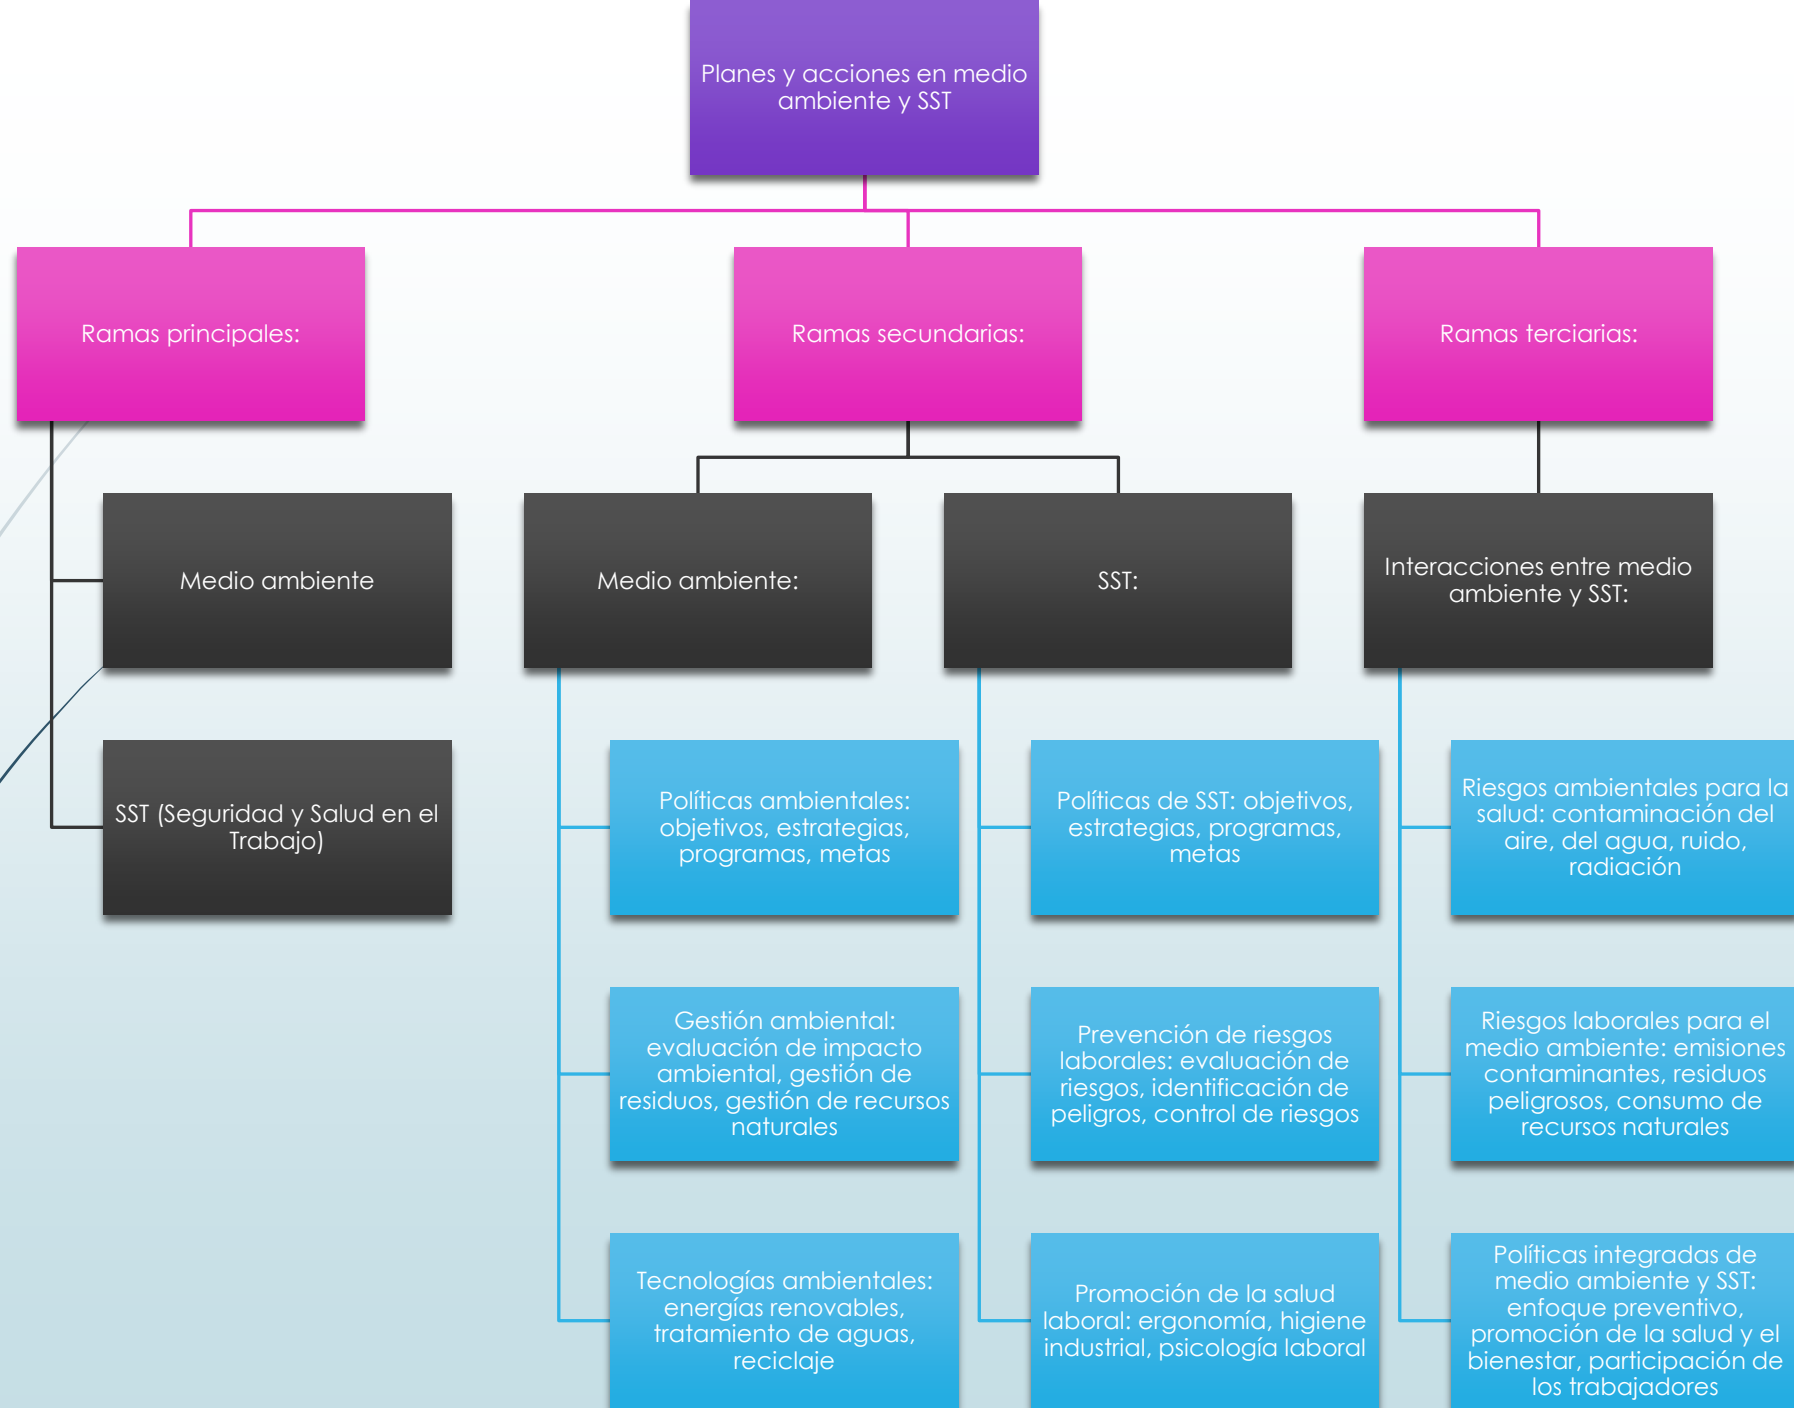 Planes y acciones en medio
ambiente y SST
Ramas principales:
Ramas secundarias:
Ramas terciarias:
Medio ambiente
Medio ambiente:
SST:
Interacciones entre medio
ambiente y SST:
SST (Seguridad y Salud en el
Trabajo)
Políticas ambientales:
objetivos, estrategias,
programas, metas
Políticas de SST: objetivos,
estrategias, programas,
metas
Riesgos ambientales para la
salud: contaminación del
aire, del agua, ruido,
radiación
Gestión ambiental:
evaluación de impacto
ambiental, gestión de
residuos, gestión de recursos
naturales
Prevención de riesgos
laborales: evaluación de
riesgos, identificación de
peligros, control de riesgos
Riesgos laborales para el
medio ambiente: emisiones
contaminantes, residuos
peligrosos, consumo de
recursos naturales
Tecnologías ambientales:
energías renovables,
tratamiento de aguas,
reciclaje
Promoción de la salud
laboral: ergonomía, higiene
industrial, psicología laboral
Políticas integradas de
medio ambiente y SST:
enfoque preventivo,
promoción de la salud y el
bienestar, participación de
los trabajadores